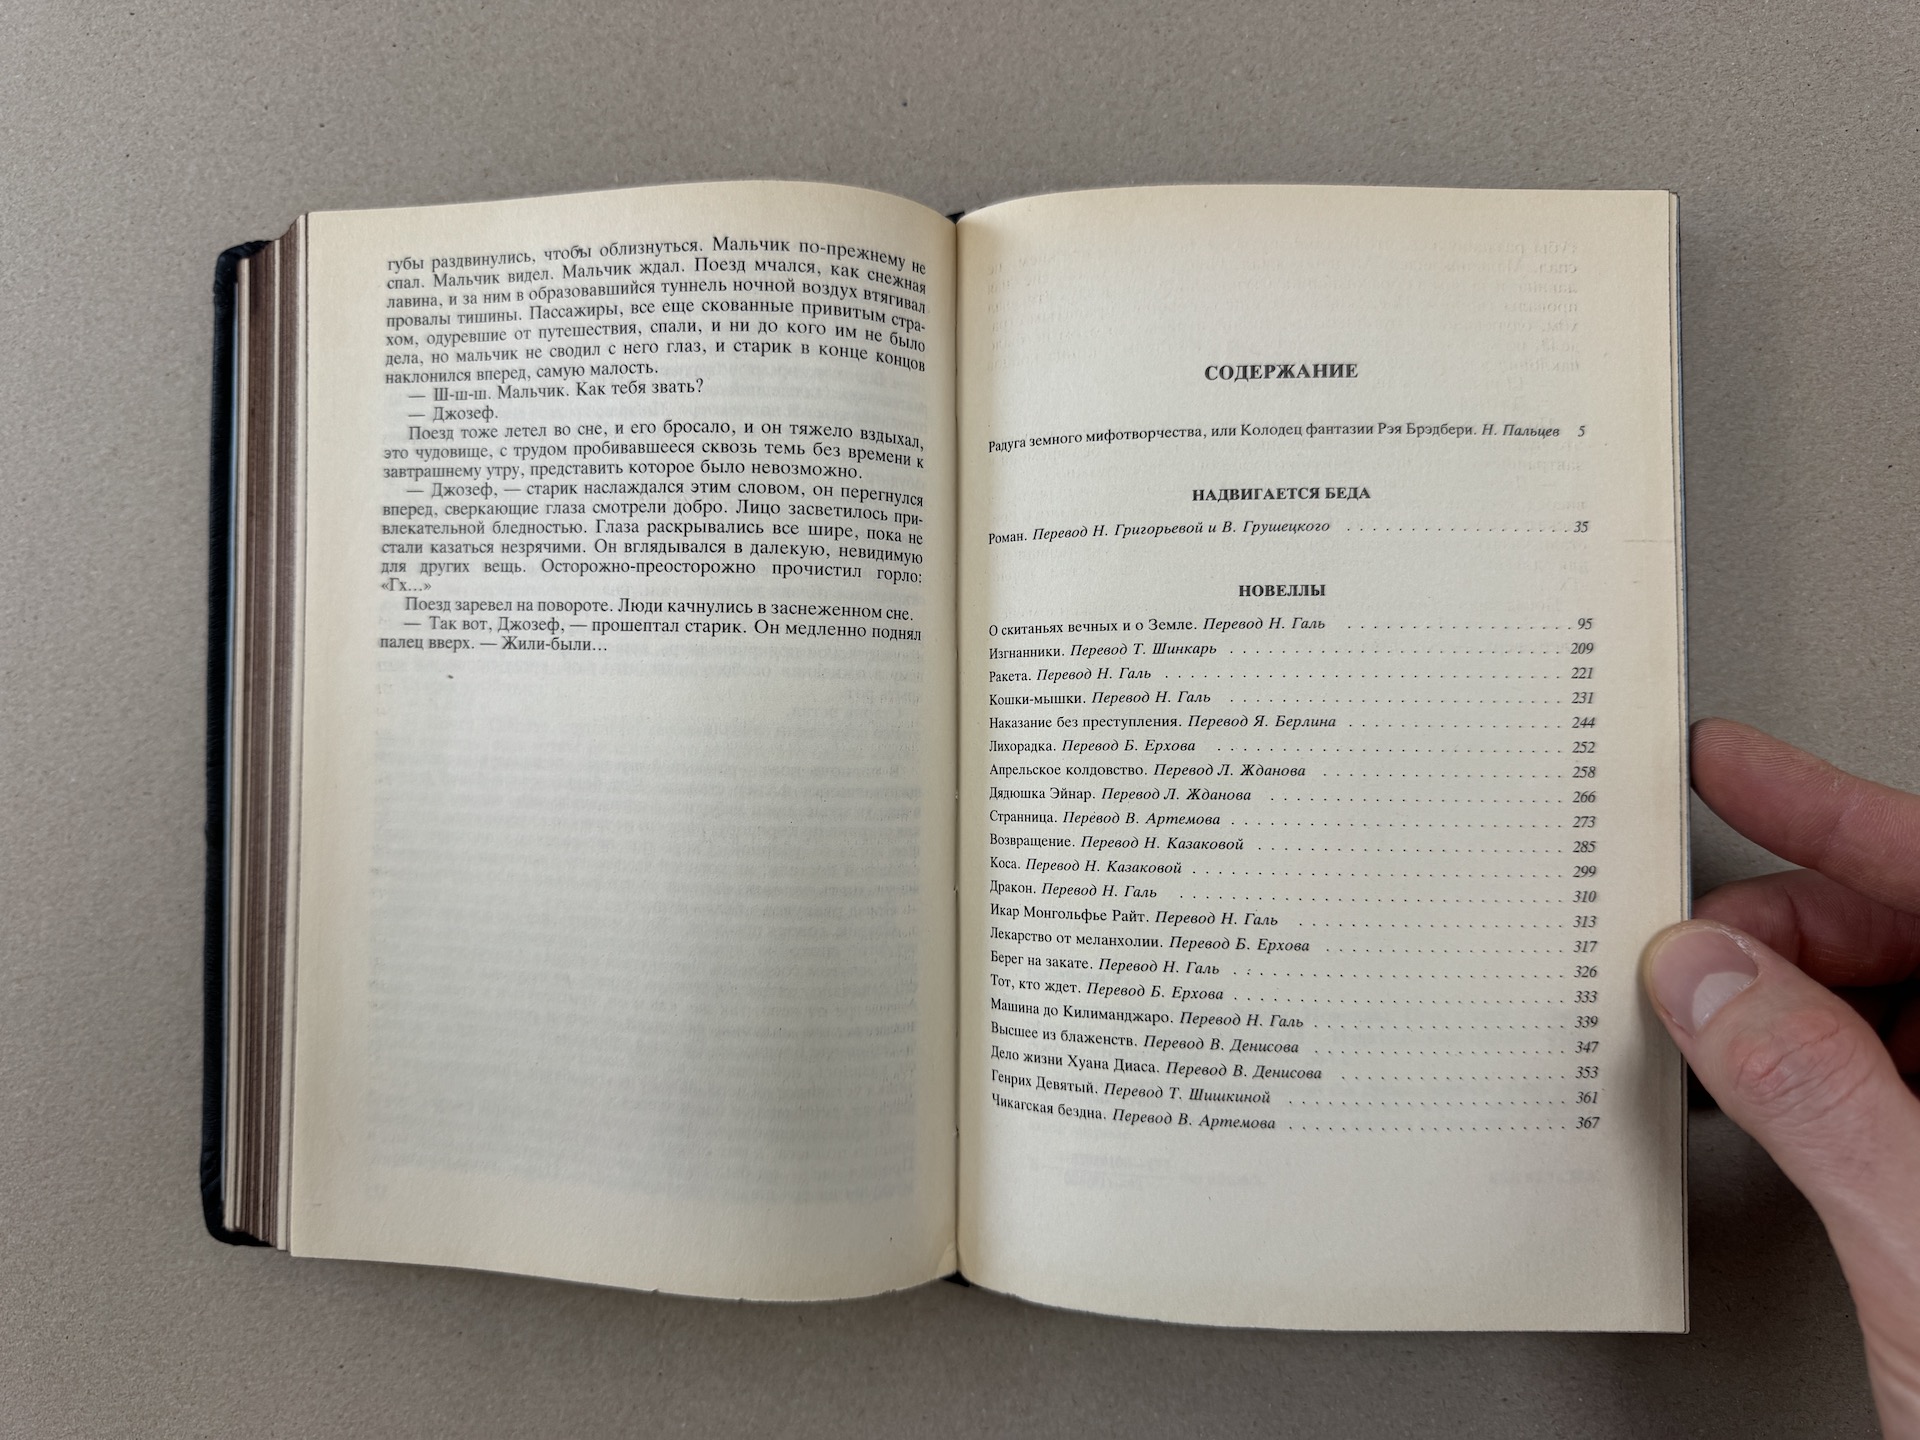 губы раздвинулись, чтобы облизнуться. Мальчик по-прежнему не
спал. Мальчик видел. Мальчик ждал. Поезд мчался, как снежная
лавина, и за ним в образовавшийся туннель ночной воздух втягивал
провалы тишины. Пассажиры, все еще скованные привитым стра-
хом, одуревшие от путешествия, спали, и ни до кого им не было
дела, но мальчик не сводил с него глаз, и старик в конце концов
наклонился вперед, самую малость.
— Ш-ш-ш. Мальчик. Как тебя звать?
— Джозеф.
Поезд тоже летел во сне, и его бросало, и он тяжело вздыхал,
это чудовище, с трудом пробивавшееся сквозь темь без времени к
завтрашнему утру, представить которое было невозможно.
— Джозеф, — старик наслаждался этим словом, он перегнулся
вперед, сверкающие глаза смотрели добро. Лицо засветилось при-
влекательной бледностью. Глаза раскрывались все шире, пока не
стали казаться незрячими. Он вглядывался в далекую, невидимую
для других вещь. Осторожно-преосторожно прочистил горло:
«Гх...»
Поезд заревел на повороте. Люди качнулись в заснеженном сне.
— Так вот, Джозеф, — прошептал старик. Он медленно поднял
палец вверх. — Жили-были...
СОДЕРЖАНИЕ
Радуга земного мифотворчества, или Колодец фантазии Рэя Брэдбери. Н. Пальцев 5
НАДВИГАЕТСЯ БЕДА
Роман. Перевод Н. Григорьевой и В. Грушецкого . . . . . . . . . . . . . . . . . . 35
НОВЕЛЛЫ
О скитаньях вечных и о Земле. Перевод Н. Галь . . . . . . . . . . . . . . . . . . 95
Изгнанники. Перевод Т. Шинкарь . . . . . . . . . . . . . . . . . . . . . . . . . . 209
Ракета. Перевод Н. Галь . . . . . . . . . . . . . . . . . . . . . . . . . . . . . . . 221
Кошки-мышки. Перевод Н. Галь . . . . . . . . . . . . . . . . . . . . . . . . . . 231
Наказание без преступления. Перевод Я. Берлина . . . . . . . . . . . . . . . . . 244
Лихорадка. Перевод Б. Ерхова . . . . . . . . . . . . . . . . . . . . . . . . . . . 252
Апрельское колдовство. Перевод Л. Жданова . . . . . . . . . . . . . . . . . . . 258
Дядюшка Эйнар. Перевод Л. Жданова . . . . . . . . . . . . . . . . . . . . . . . 266
Странница. Перевод В. Артемова . . . . . . . . . . . . . . . . . . . . . . . . . . 273
Возвращение. Перевод Н. Казаковой . . . . . . . . . . . . . . . . . . . . . . . . 285
Коса. Перевод Н. Казаковой . . . . . . . . . . . . . . . . . . . . . . . . . . . . . 299
Дракон. Перевод Н. Галь . . . . . . . . . . . . . . . . . . . . . . . . . . . . . . 310
Икар Монгольфье Райт. Перевод Н. Галь . . . . . . . . . . . . . . . . . . . . . 313
Лекарство от меланхолии. Перевод Б. Ерхова . . . . . . . . . . . . . . . . . . . 317
Берег на закате. Перевод Н. Галь . . . . . . . . . . . . . . . . . . . . . . . . . . 326
Тот, кто ждет. Перевод Б. Ерхова . . . . . . . . . . . . . . . . . . . . . . . . . . 333
Машина до Килиманджаро. Перевод Н. Галь . . . . . . . . . . . . . . . . . . . . 339
Высшее из блаженств. Перевод В. Денисова . . . . . . . . . . . . . . . . . . . . 347
Дело жизни Хуана Диаса. Перевод В. Денисова . . . . . . . . . . . . . . . . . . 353
Генрих Девятый. Перевод Т. Шишкиной . . . . . . . . . . . . . . . . . . . . . . 361
Чикагская бездна. Перевод В. Артемова . . . . . . . . . . . . . . . . . . . . . . 367